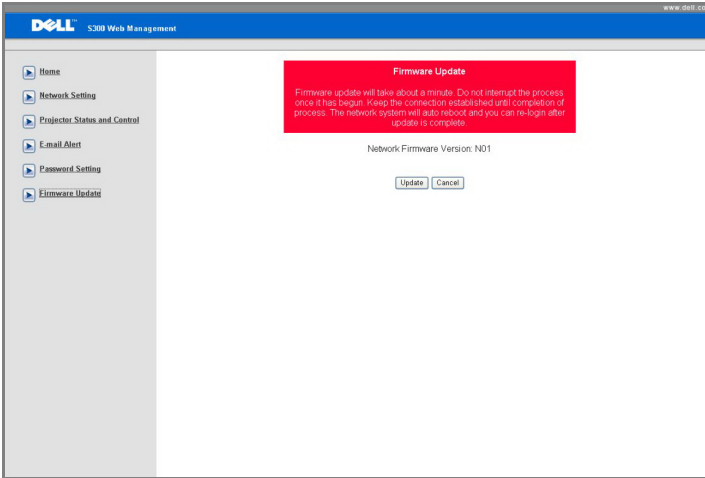 www.dell.co
DELL™ S300 Web Management
Home
Network Setting
Projector Status and Control
E-mail Alert
Password Setting
Firmware Update
Firmware Update
Firmware update will take about a minute. Do not interrupt the process
once it has begun. Keep the connection established until completion of
process. The network system will auto reboot and you can re-login after
update is complete.
Network Firmware Version: N01
Update Cancel